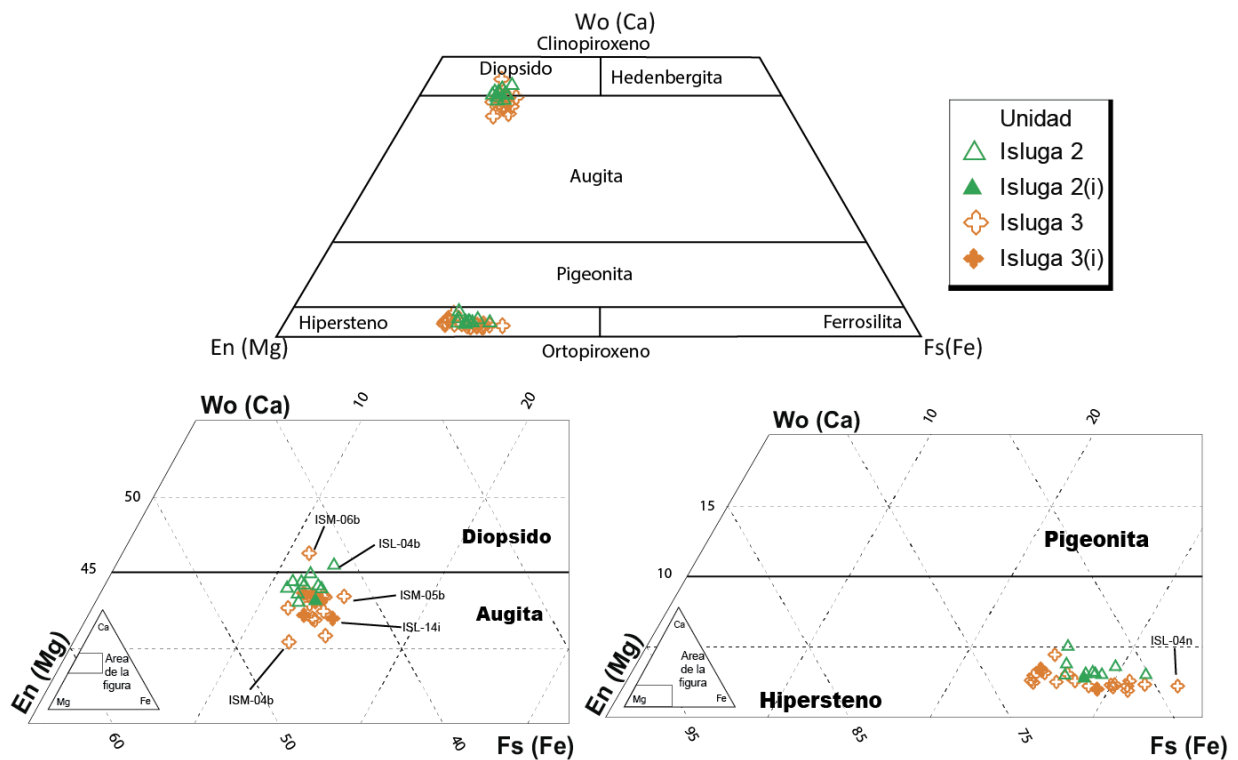 Wo (Ca)
Clinopiroxeno
Diopsido
Hedenbergita
Augita
Pigeonita
Hipersteno
Ferrosilita
En (Mg)
Ortopiroxeno
Fs(Fe)
Unidad
Isluga 2
Isluga 2(i)
Isluga 3
Isluga 3(i)
Wo (Ca)
10
20
50
ISM-06b
Diopsido
ISL-04b
45
ISM-05b
Augita
ISL-14i
Ca
Area
de la
figura
Mg
Fe
ISM-04b
En (Mg)
60
50
40
Fs (Fe)
Wo (Ca)
10
20
15
Pigeonita
10
ISL-04n
Ca
Area
de la
figura
Mg
Fe
Hipersteno
En (Mg)
95
85
75
Fs (Fe)